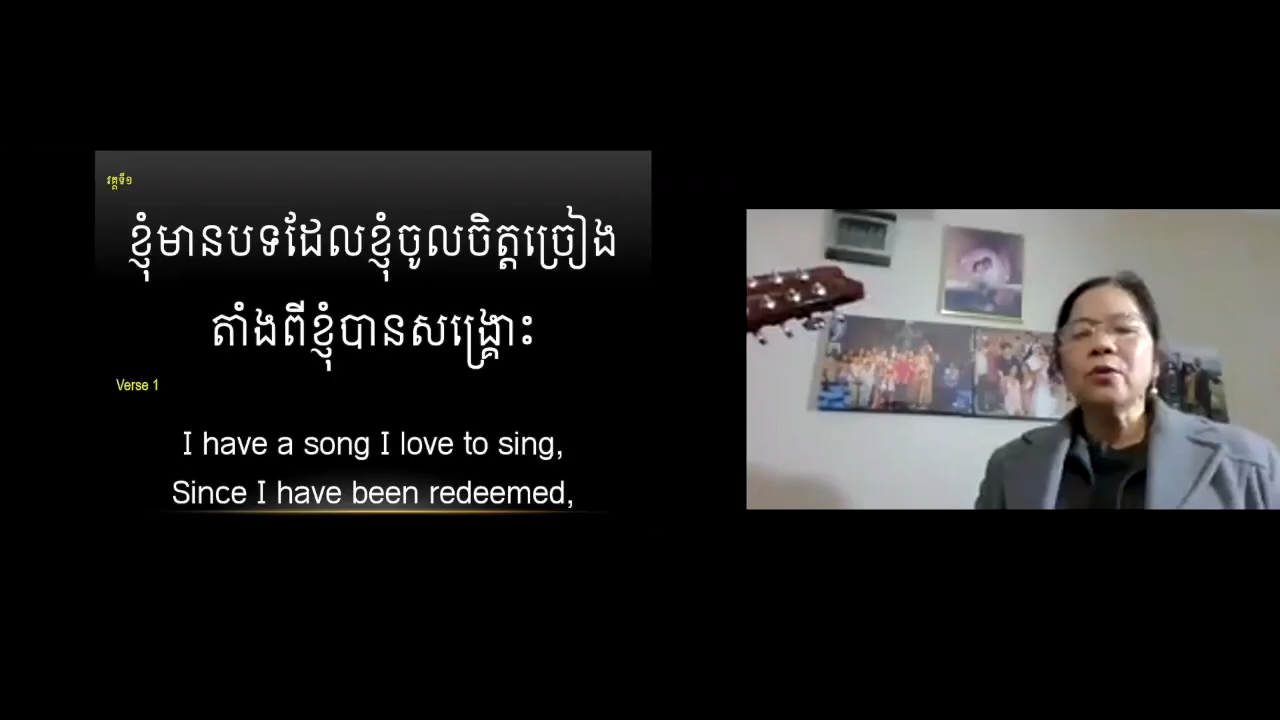 វគ្គទី១
ខ្ញុំមានបទដែលខ្ញុំចូលចិត្តច្រៀង
តាំងពីខ្ញុំបានសង្គ្រោះ
Verse 1
I have a song I love to sing,
Since I have been redeemed,